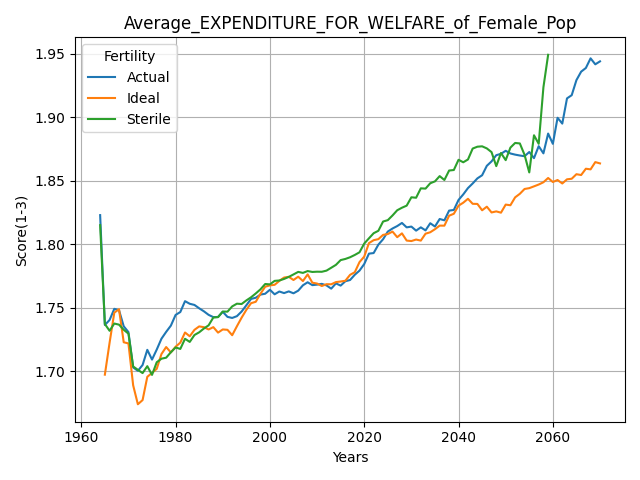 Average_EXPENDITURE_FOR_WELFARE_of_Female_Pop
Fertility
Actual
Ideal
Sterile
Score(1-3)
1.95
1.90
1.85
1.80
1.75
1.70
1960 1980 2000 2020 2040 2060
Years